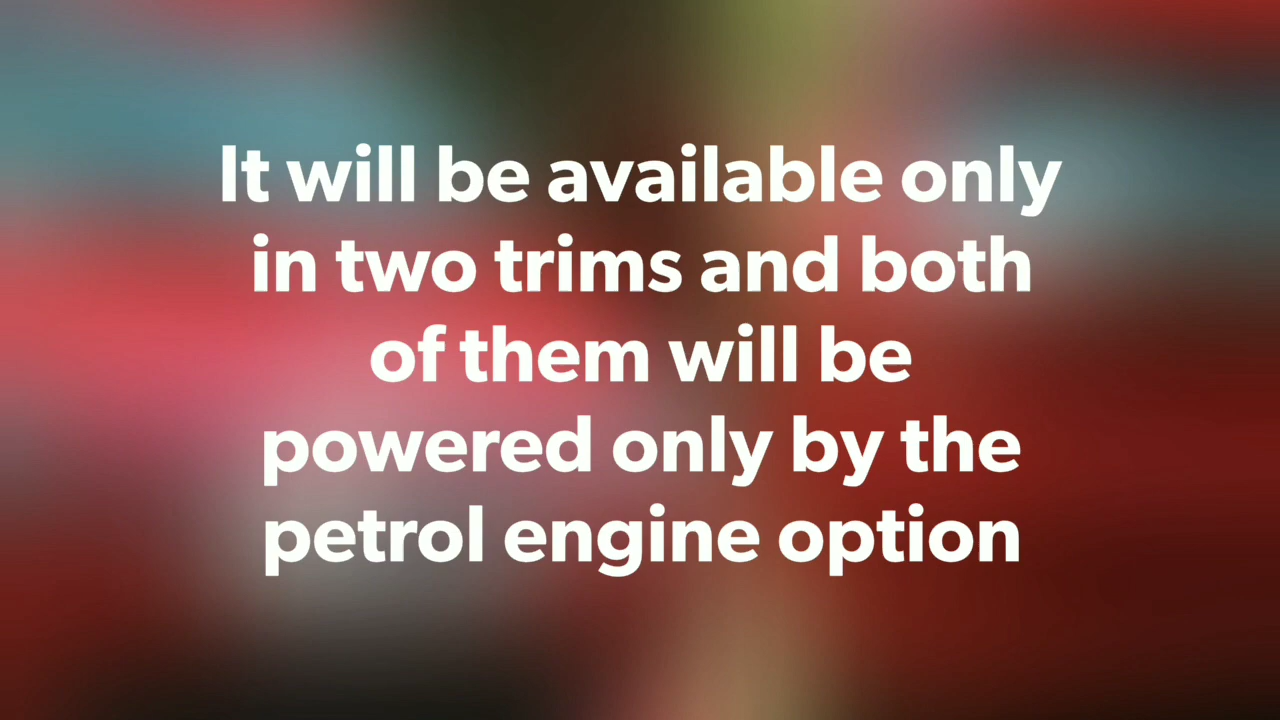 It will be available only
in two trims and both
of them will be
powered only by the
petrol engine option